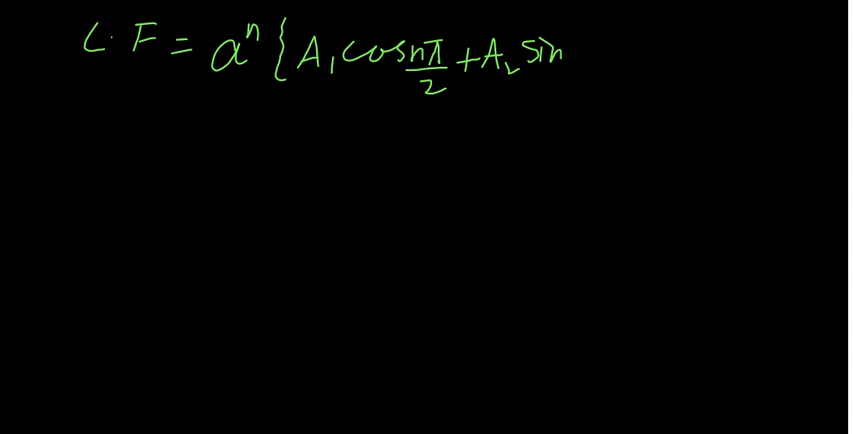 C.F = a^n { A₁ cos nπ/2 + A₂ sin